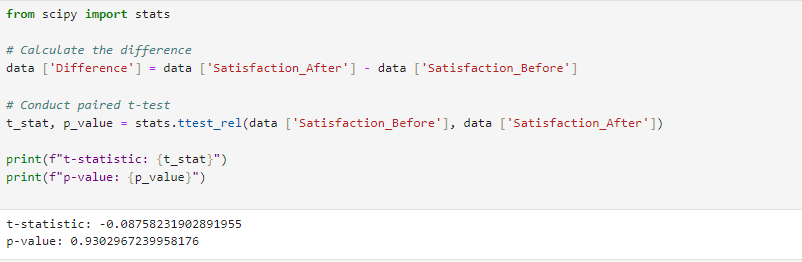 from scipy import stats
# Calculate the difference
data ['Difference'] = data ['Satisfaction_After'] - data ['Satisfaction_Before']
# Conduct paired t-test
t_stat, p_value = stats.ttest_rel(data ['Satisfaction_Before'], data ['Satisfaction_After'])
print(f"t-statistic: {t_stat}")
print(f"p-value: {p_value}")
t-statistic: -0.08758231902891955
p-value: 0.9302967239958176